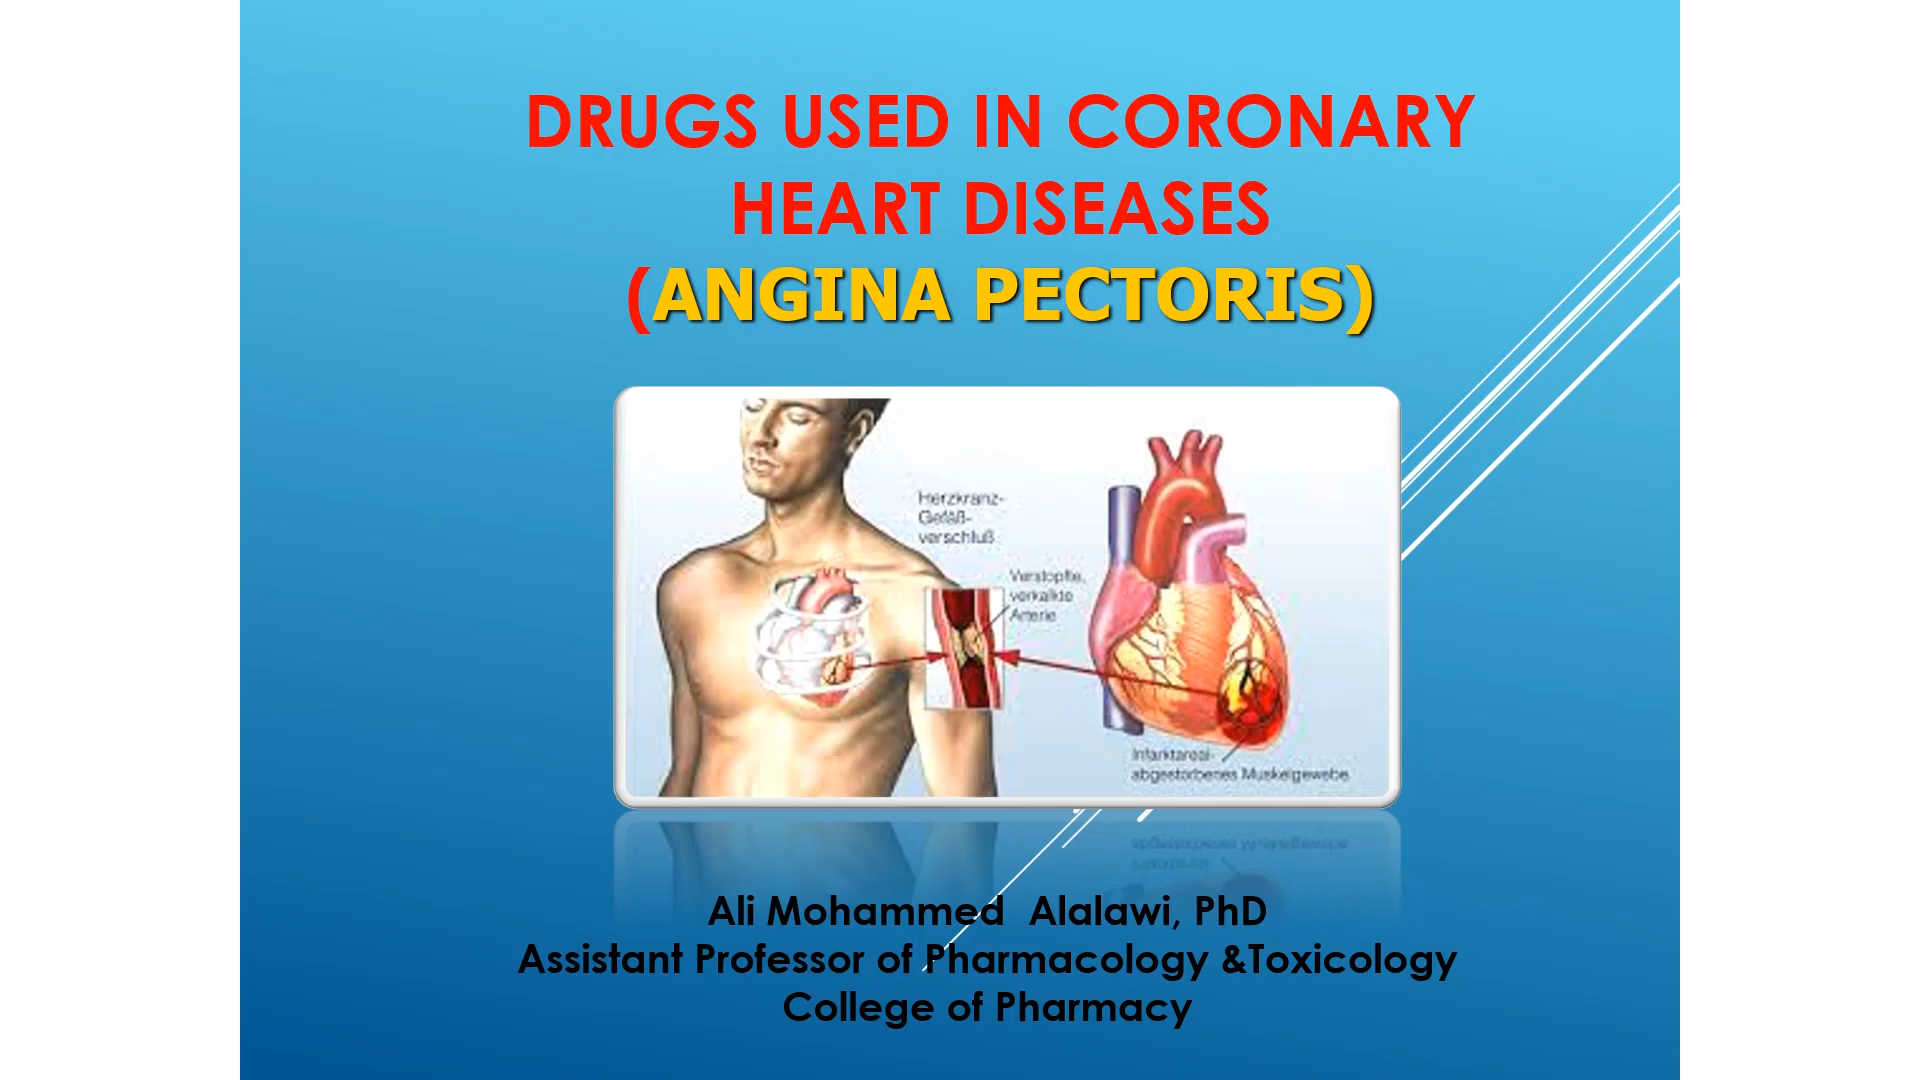 DRUGS USED IN CORONARY
HEART DISEASES
(ANGINA PECTORIS)
Herzkranz-
Gefäß-
verschluß
Verstopfte,
verkalkte
Arterie
Infarktareal-
abgestorbenes Muskelgewebe
Ali Mohammed Alalawi, PhD
Assistant Professor of Pharmacology &Toxicology
College of Pharmacy